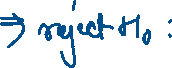 ⇒ reject H₀ :